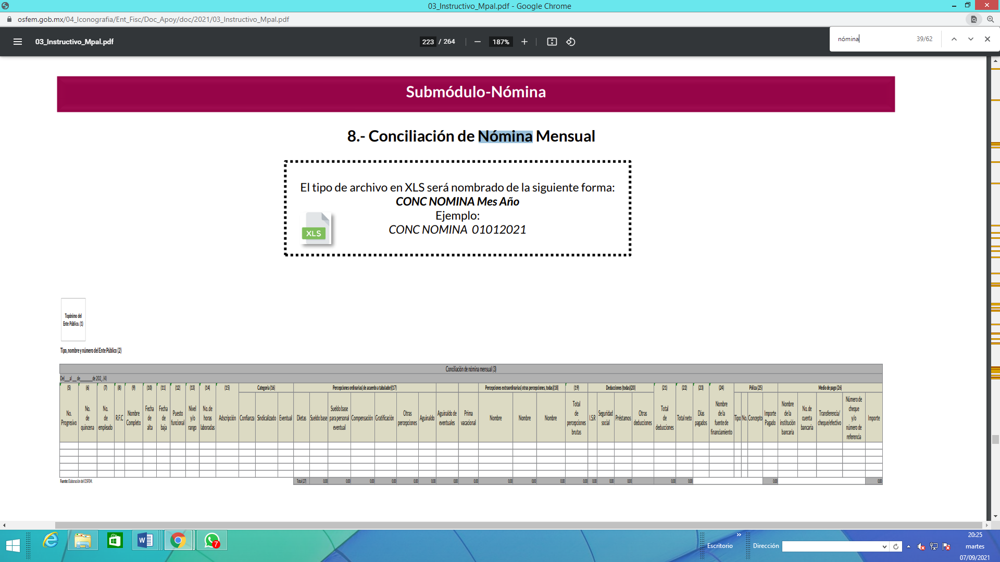 03_Instructivo_Mpal.pdf - Google Chrome
osfem.gob.mx/04_Iconografia/Ent_Fisc/Doc_Apoy/doc/2021/03_Instructivo_Mpal.pdf
03_Instructivo_Mpal.pdf
223 / 264
187%
nómina
39/62
Submódulo-Nómina
8.- Conciliación de Nómina Mensual
El tipo de archivo en XLS será nombrado de la siguiente forma:
CONC NOMINA Mes Año
Ejemplo:
CONC NOMINA 01012021
XLS
Topónimo del
Ente Público. (1)
Tipo, nombre y número del Ente Público (2)
Conciliación de nómina mensual (3)
Del___al___de_______de 202_ (4)
(5) (6) (7) (8) (9) (10) (11) (12) (13) (14) (15) Categoría (16) Percepciones ordinarias( de acuerdo a tabulador)(17) Percepciones extraordinarias( otras percepciones, todas)(18) (19) Deducciones (todas)(20) (21) (22) (23) (24) Póliza (25) Medio de pago (26)
No. Progresivo
No. de quincena
No. de empleado
R.F.C
Nombre Completo
Fecha de alta
Fecha de baja
Puesto funcional
Nivel y/o rango
No. de horas laboradas
Adscripción
Confianza
Sindicalizado
Eventual
Dietas
Sueldo base
Sueldo base para personal eventual
Compensación
Gratificación
Otras percepciones
Aguinaldo
Aguinaldo de eventuales
Prima vacacional
Nombre
Nombre
Nombre
Total de percepciones brutas
I.S.R
Seguridad social
Préstamos
Otras deducciones
Total de deducciones
Total neto
Días pagados
Nombre de la fuente de financiamiento
Tipo
No.
Concepto
Importe Pagado
Nombre de la institución bancaria
No. de cuenta bancaria
Transferencia/ cheque/efectivo
Número de cheque y/o número de referencia
Importe
Fuente: Elaboración del OSFEM.
Total (27) 0.00 0.00 0.00 0.00 0.00 0.00 0.00 0.00 0.00 0.00 0.00 0.00 0.00 0.00 0.00 0.00 0.00 0.00 0.00
7
Escritorio
»
Dirección
20:25
martes
07/09/2021